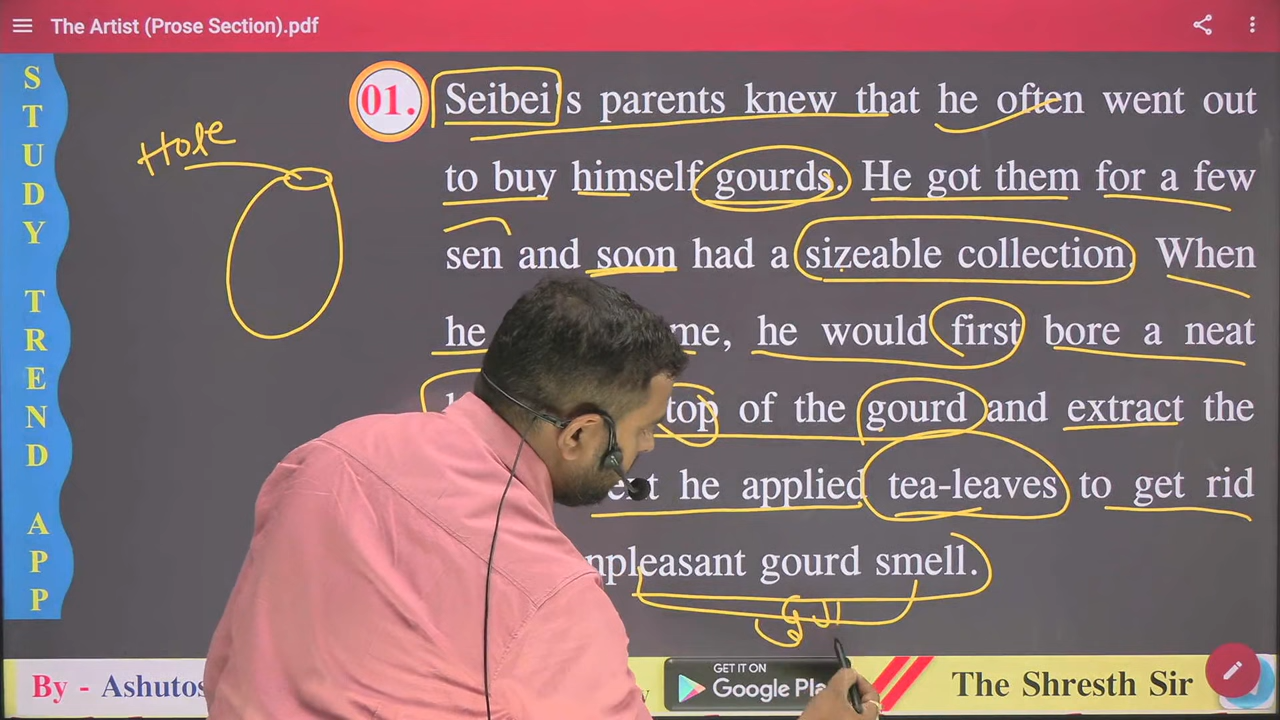 The Artist (Prose Section).pdf
STUDY TREND APP
Hole
01. Seibei's parents knew that he often went out
to buy himself gourds. He got them for a few
sen and soon had a sizeable collection. When
he me, he would first bore a neat
top of the gourd and extract the
he applied tea-leaves to get rid
gourd smell.
By - GET IT ON
Google The Shresth Sir